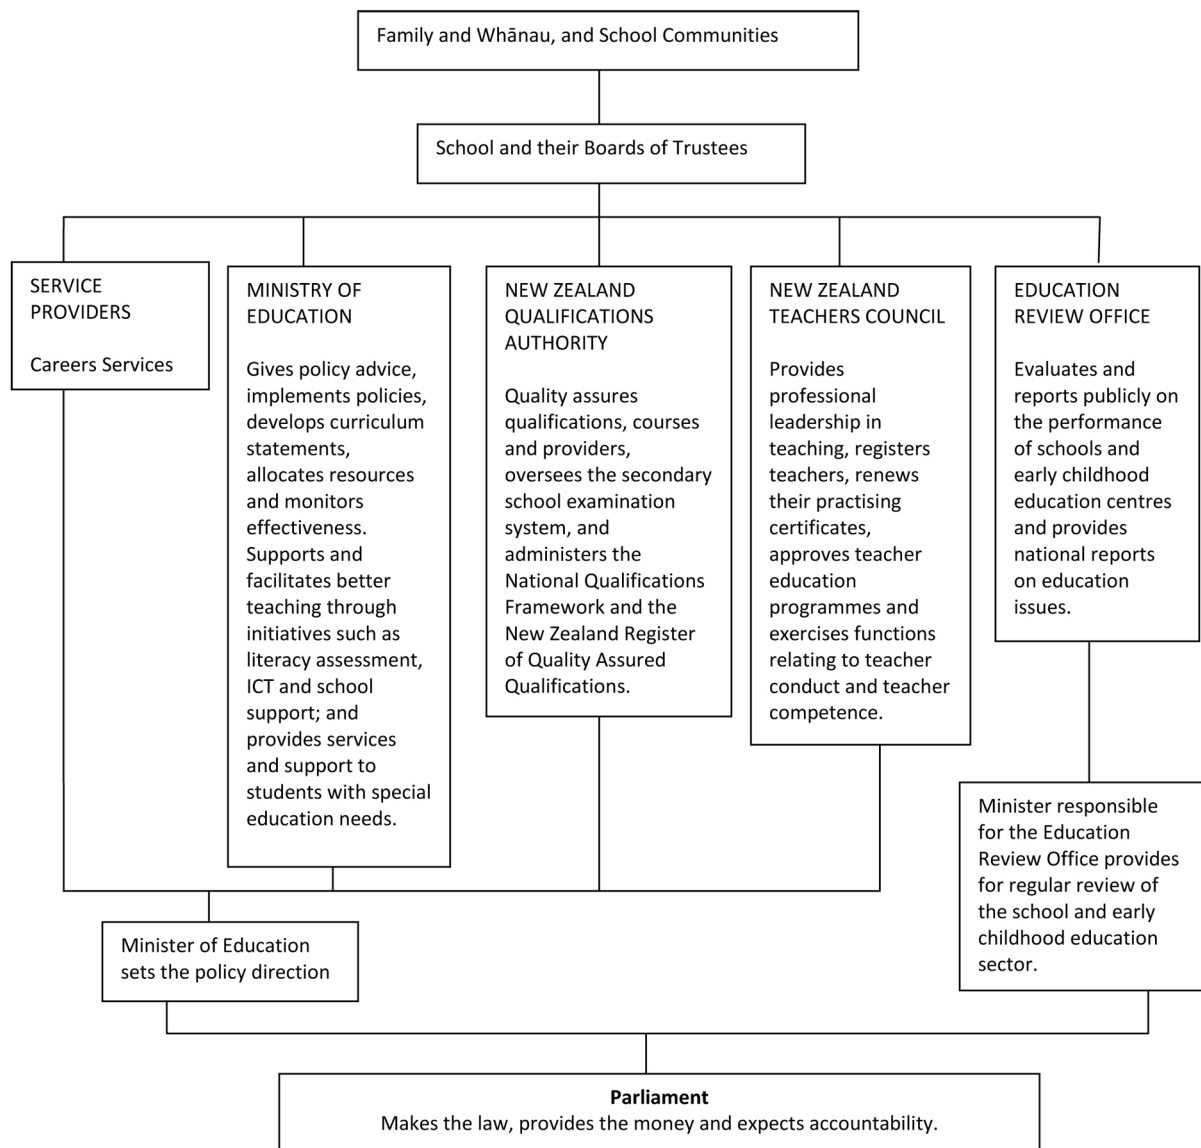 Family and Whānau, and School Communities
School and their Boards of Trustees
SERVICE
PROVIDERS
Careers Services
MINISTRY OF
EDUCATION
Gives policy advice,
implements policies,
develops curriculum
statements,
allocates resources
and monitors
effectiveness.
Supports and
facilitates better
teaching through
initiatives such as
literacy assessment,
ICT and school
support; and
provides services
and support to
students with special
education needs.
NEW ZEALAND
QUALIFICATIONS
AUTHORITY
Quality assures
qualifications, courses
and providers,
oversees the secondary
school examination
system, and
administers the
National Qualifications
Framework and the
New Zealand Register
of Quality Assured
Qualifications.
NEW ZEALAND
TEACHERS COUNCIL
Provides
professional
leadership in
teaching, registers
teachers, renews
their practising
certificates,
approves teacher
education
programmes and
exercises functions
relating to teacher
conduct and teacher
competence.
EDUCATION
REVIEW OFFICE
Evaluates and
reports publicly on
the performance
of schools and
early childhood
education centres
and provides
national reports
on education
issues.
Minister of Education
sets the policy direction
Minister responsible
for the Education
Review Office provides
for regular review of
the school and early
childhood education
sector.
Parliament
Makes the law, provides the money and expects accountability.